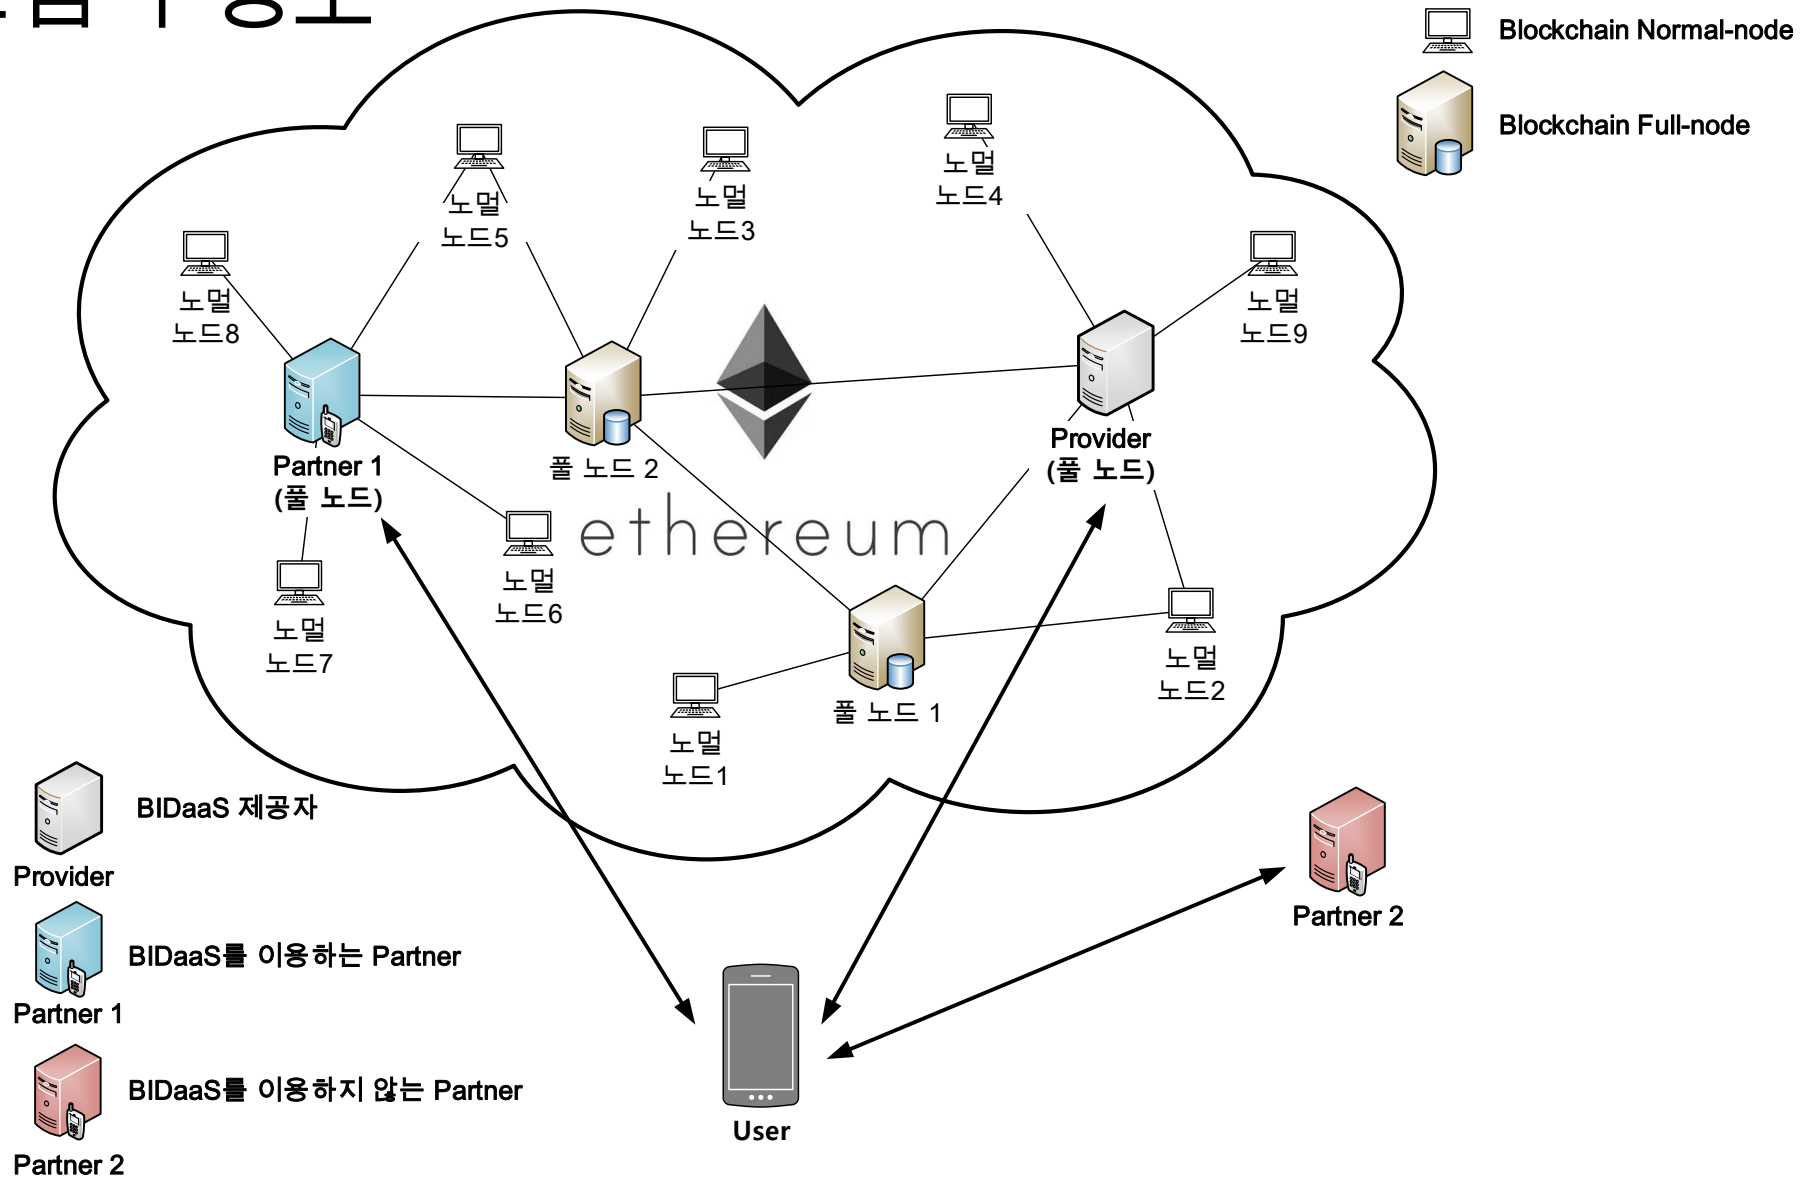 구성도
Blockchain Normal-node
Blockchain Full-node
노멀
노드5
노멀
노드3
노멀
노드4
노멀
노드8
노멀
노드9
Partner 1
(풀 노드)
풀 노드 2
Provider
(풀 노드)
ethereum
노멀
노드6
노멀
노드7
노멀
노드2
풀 노드 1
노멀
노드1
BIDaaS 제공자
Provider
BIDaaS를 이용하는 Partner
Partner 1
BIDaaS를 이용하지 않는 Partner
Partner 2
Partner 2
User